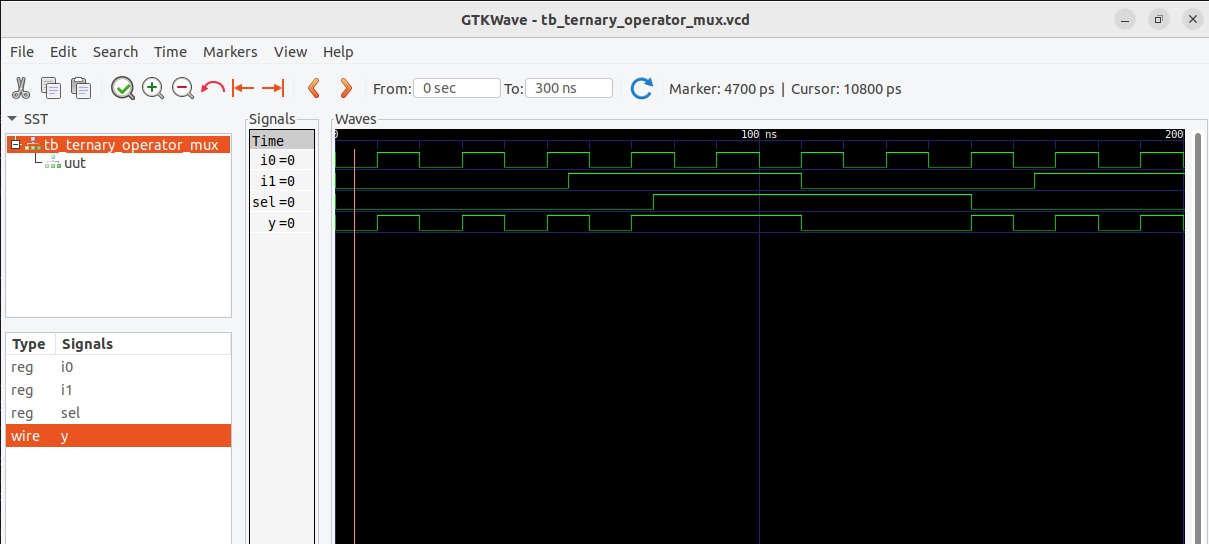 GTKWave - tb_ternary_operator_mux.vcd
File Edit Search Time Markers View Help
From: 0 sec To: 300 ns Marker: 4700 ps | Cursor: 10800 ps
SST
tb_ternary_operator_mux
uut
Type Signals
reg i0
reg i1
reg sel
wire y
Signals
Time
i0 =0
i1 =0
sel =0
y =0
Waves
0 100 ns 200